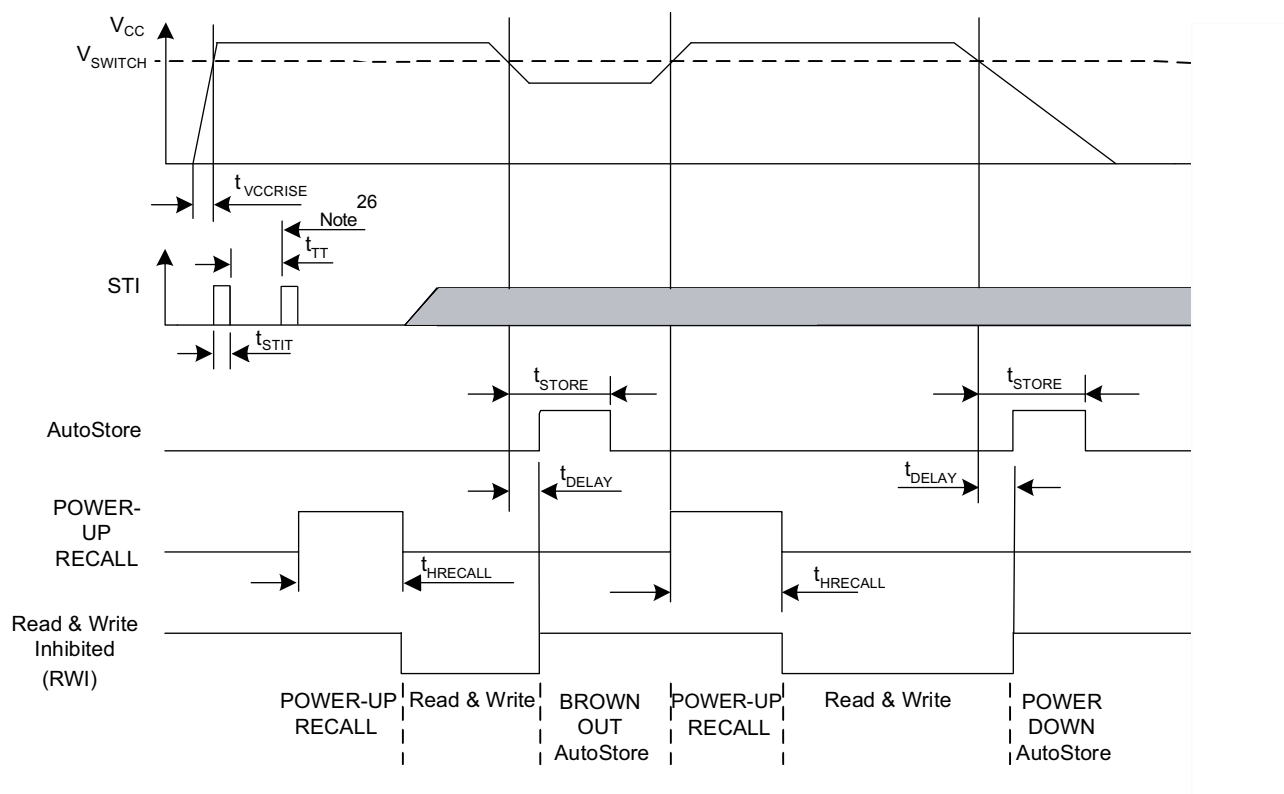 VCC
VSWITCH
t VCCRISE
26
Note
tTT
STI
tSTIT
tSTORE
tSTORE
AutoStore
tDELAY
tDELAY
POWER-
UP
RECALL
tHRECALL
tHRECALL
Read & Write
Inhibited
(RWI)
POWER-UP
RECALL
Read & Write
BROWN
OUT
AutoStore
POWER-UP
RECALL
Read & Write
POWER
DOWN
AutoStore